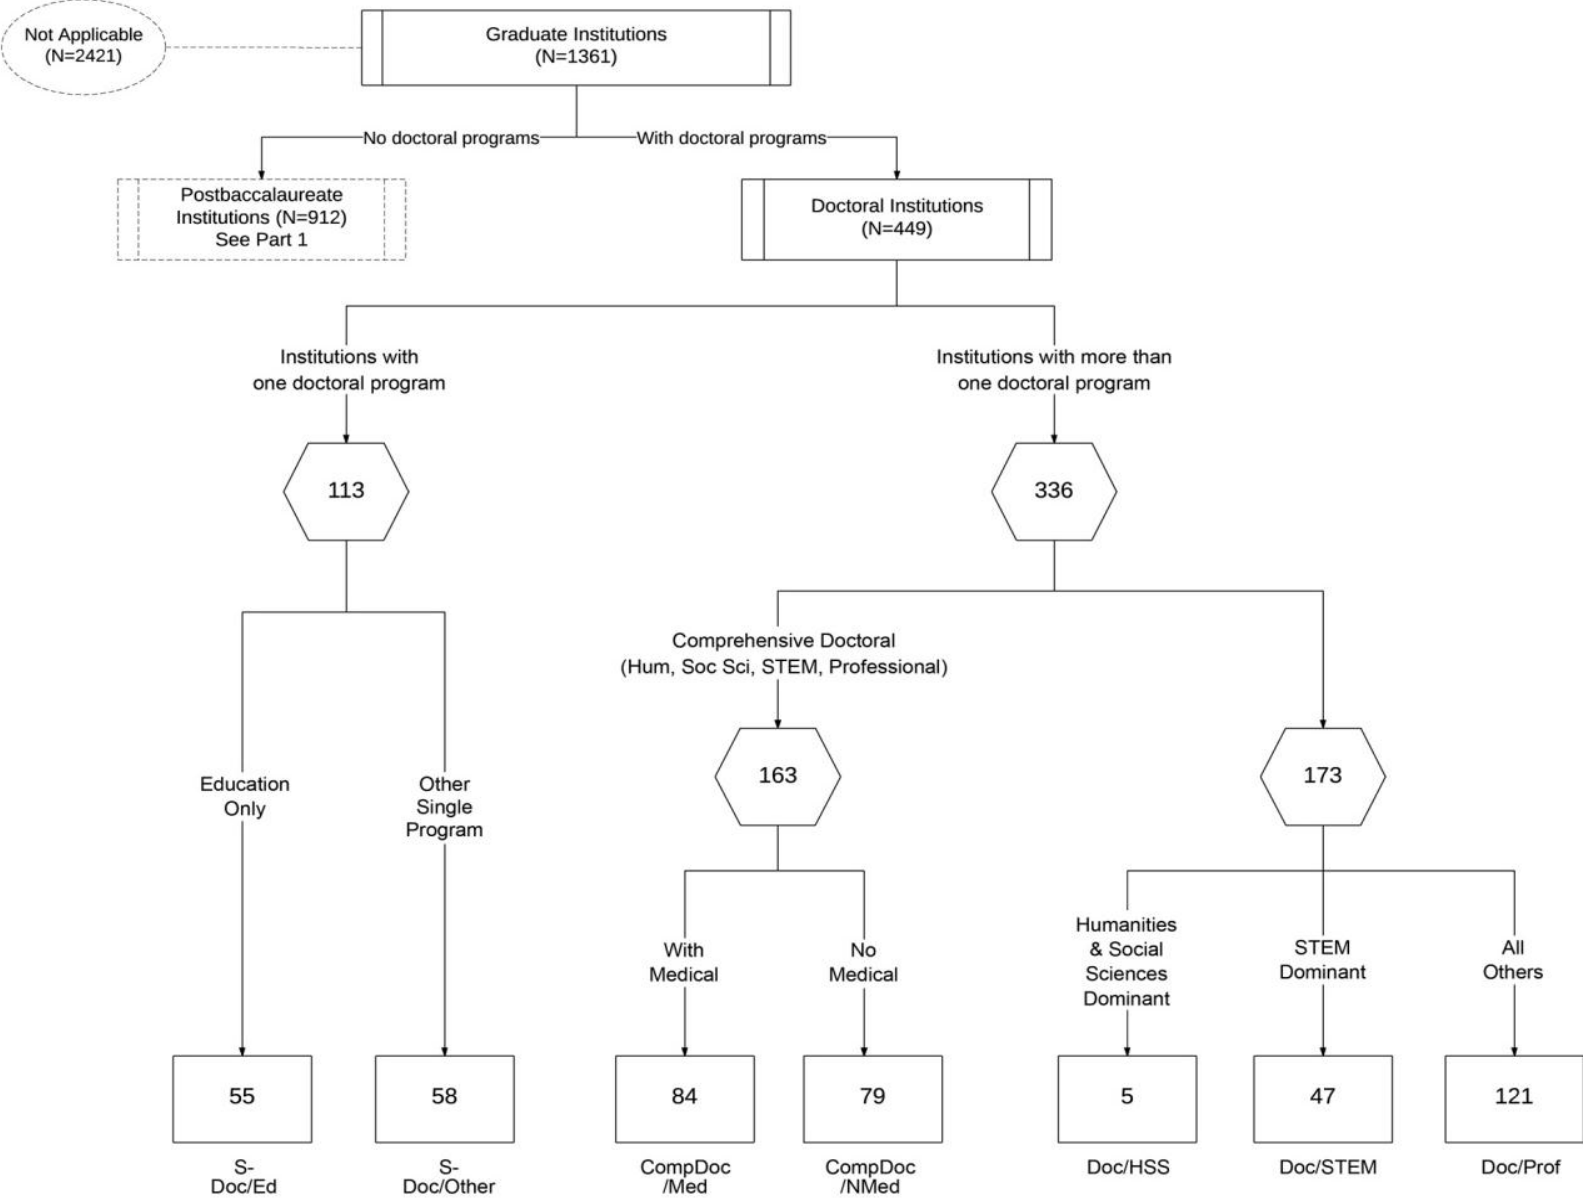 Not Applicable
(N=2421)
Graduate Institutions
(N=1361)
No doctoral programs
With doctoral programs
Postbaccalaureate
Institutions (N=912)
See Part 1
Doctoral Institutions
(N=449)
Institutions with
one doctoral program
Institutions with more than
one doctoral program
113
336
Comprehensive Doctoral
(Hum, Soc Sci, STEM, Professional)
163
173
Education
Only
Other
Single
Program
With
Medical
No
Medical
Humanities
& Social
Sciences
Dominant
STEM
Dominant
All
Others
55
58
84
79
5
47
121
S-
Doc/Ed
S-
Doc/Other
CompDoc
/Med
CompDoc
/NMed
Doc/HSS
Doc/STEM
Doc/Prof